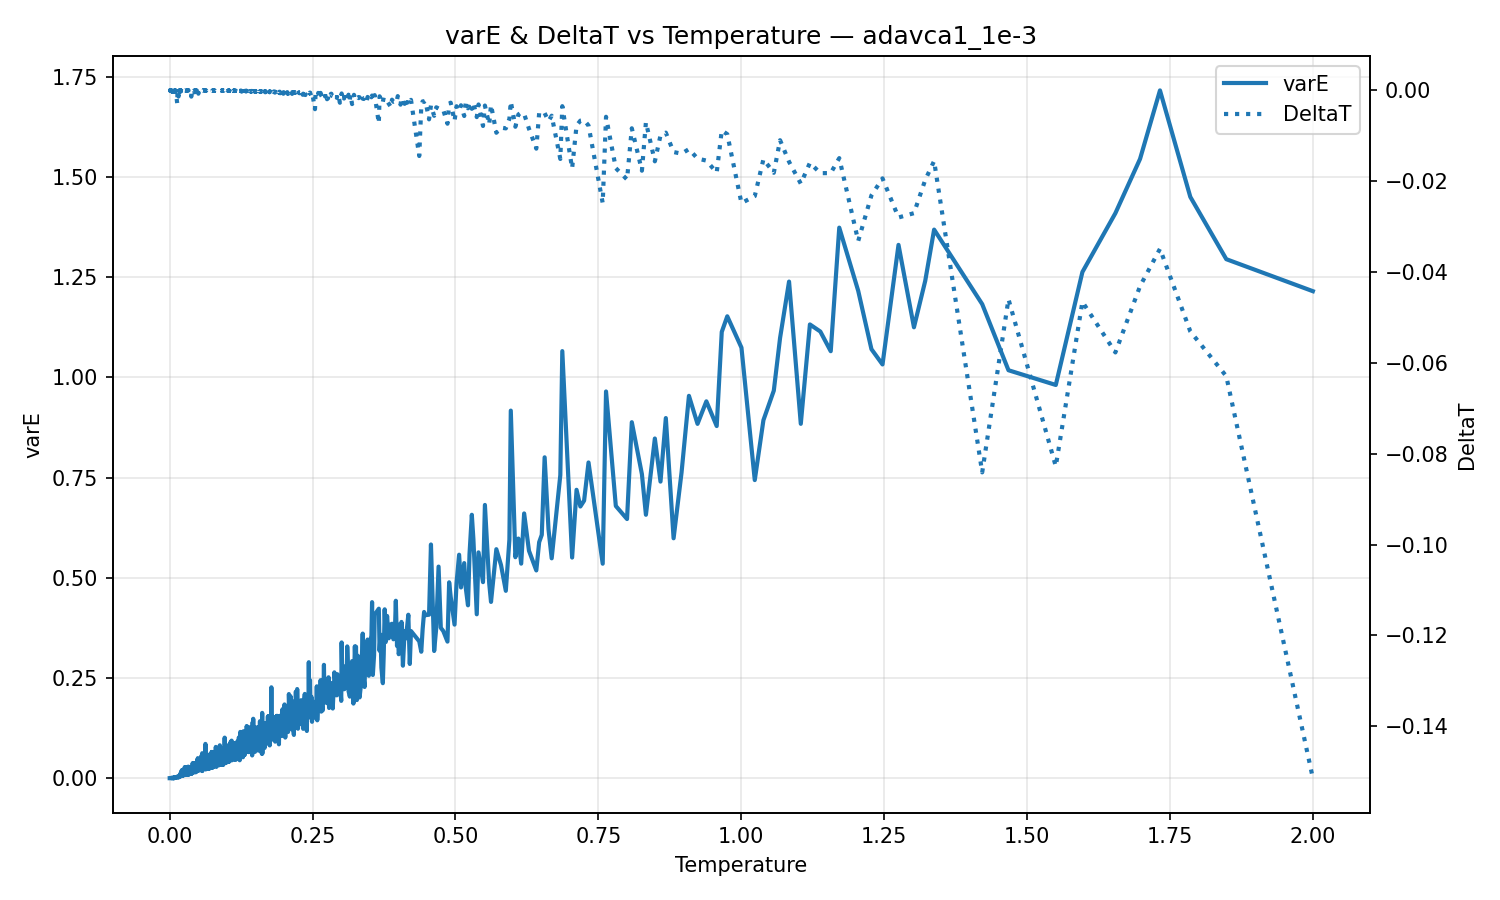 varE & DeltaT vs Temperature — adavca1_1e-3
varE
DeltaT
1.75
1.50
1.25
1.00
0.75
0.50
0.25
0.00
varE
0.00
−0.02
−0.04
−0.06
−0.08
−0.10
−0.12
−0.14
DeltaT
0.00 0.25 0.50 0.75 1.00 1.25 1.50 1.75 2.00
Temperature